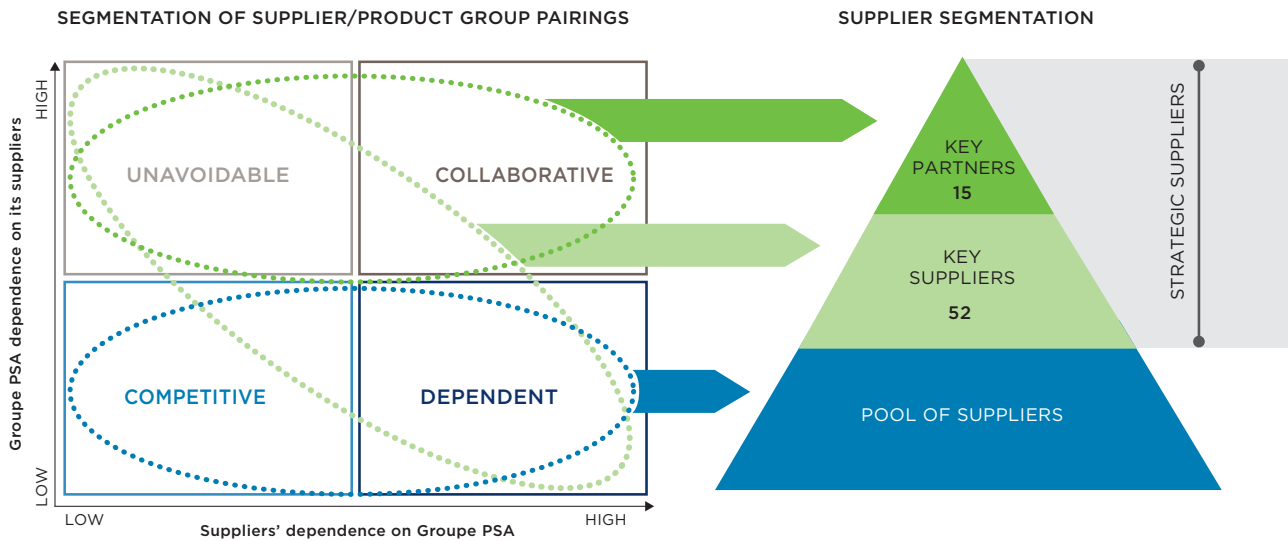 SEGMENTATION OF SUPPLIER/PRODUCT GROUP PAIRINGS
SUPPLIER SEGMENTATION
HIGH
Groupe PSA dependence on its suppliers
UNAVOIDABLE
COLLABORATIVE
COMPETITIVE
DEPENDENT
LOW
LOW
HIGH
Suppliers’ dependence on Groupe PSA
KEY
PARTNERS
15
KEY
SUPPLIERS
52
POOL OF SUPPLIERS
STRATEGIC SUPPLIERS